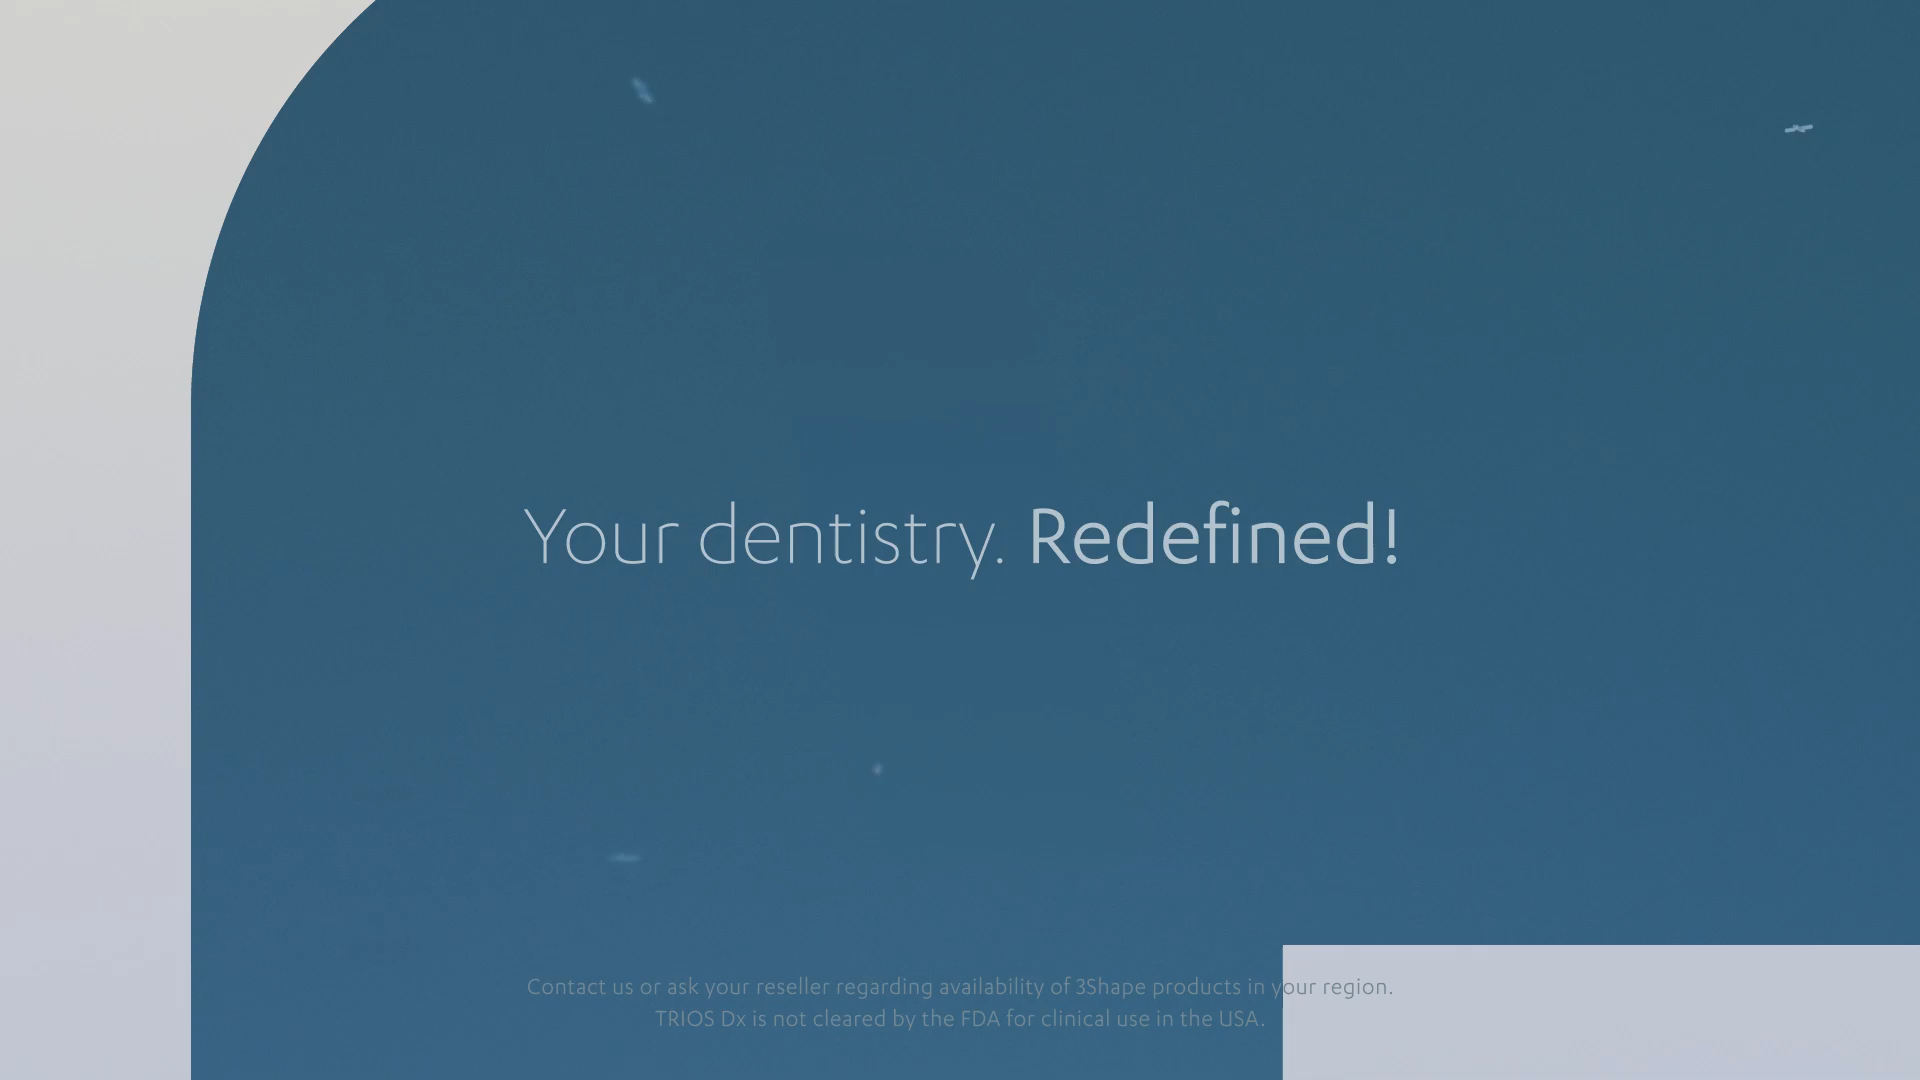 Your dentistry. Redefined!
Contact us or ask your reseller regarding availability of 3Shape products in your region.
TRIOS Dx is not cleared by the FDA for clinical use in the USA.